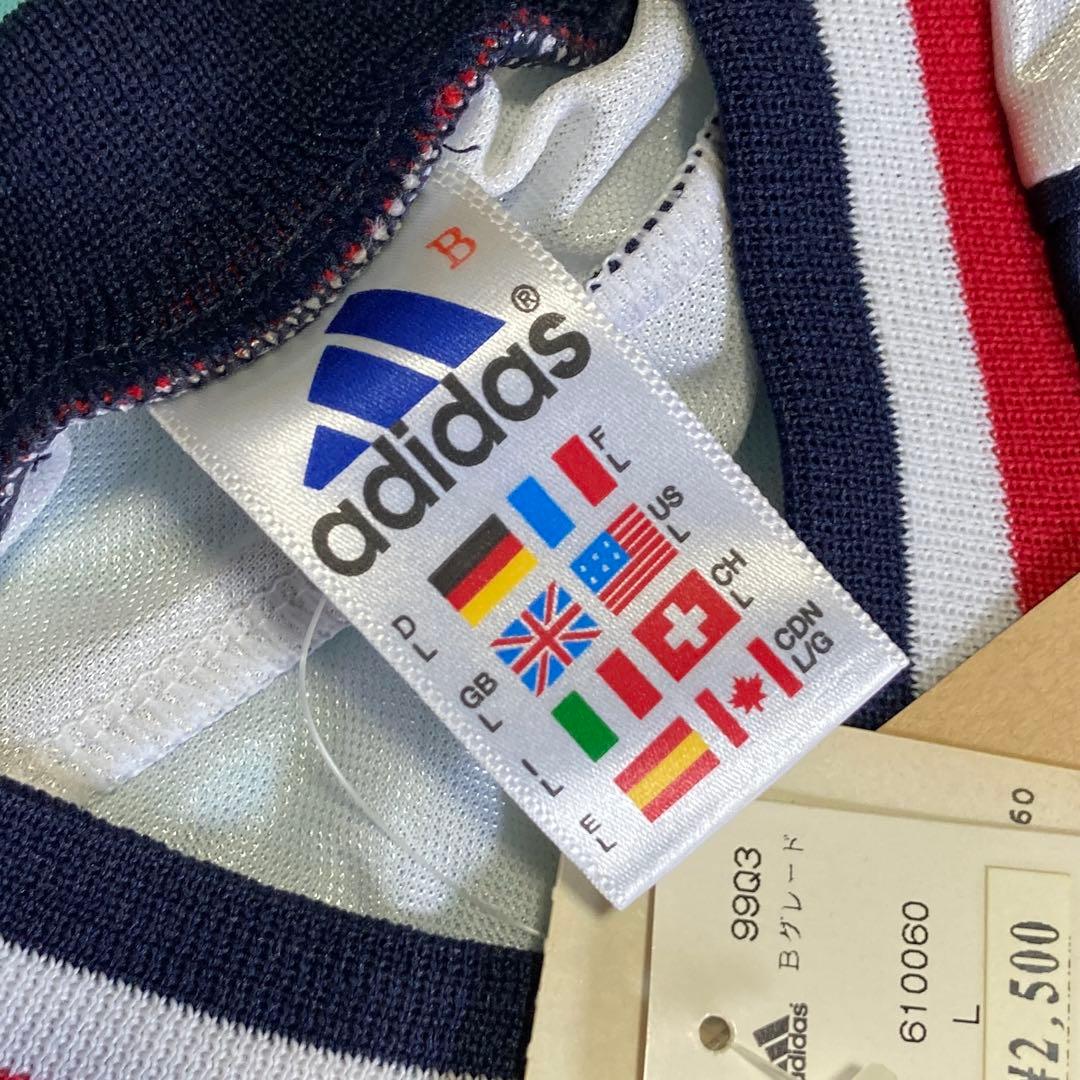 B
adidas®
D
L
F
L
GB
L
US
L
I
L
CH
L
E
L
CDN
L/G
60
99Q3
Bグレード
adidas
610060
L
¥2,500